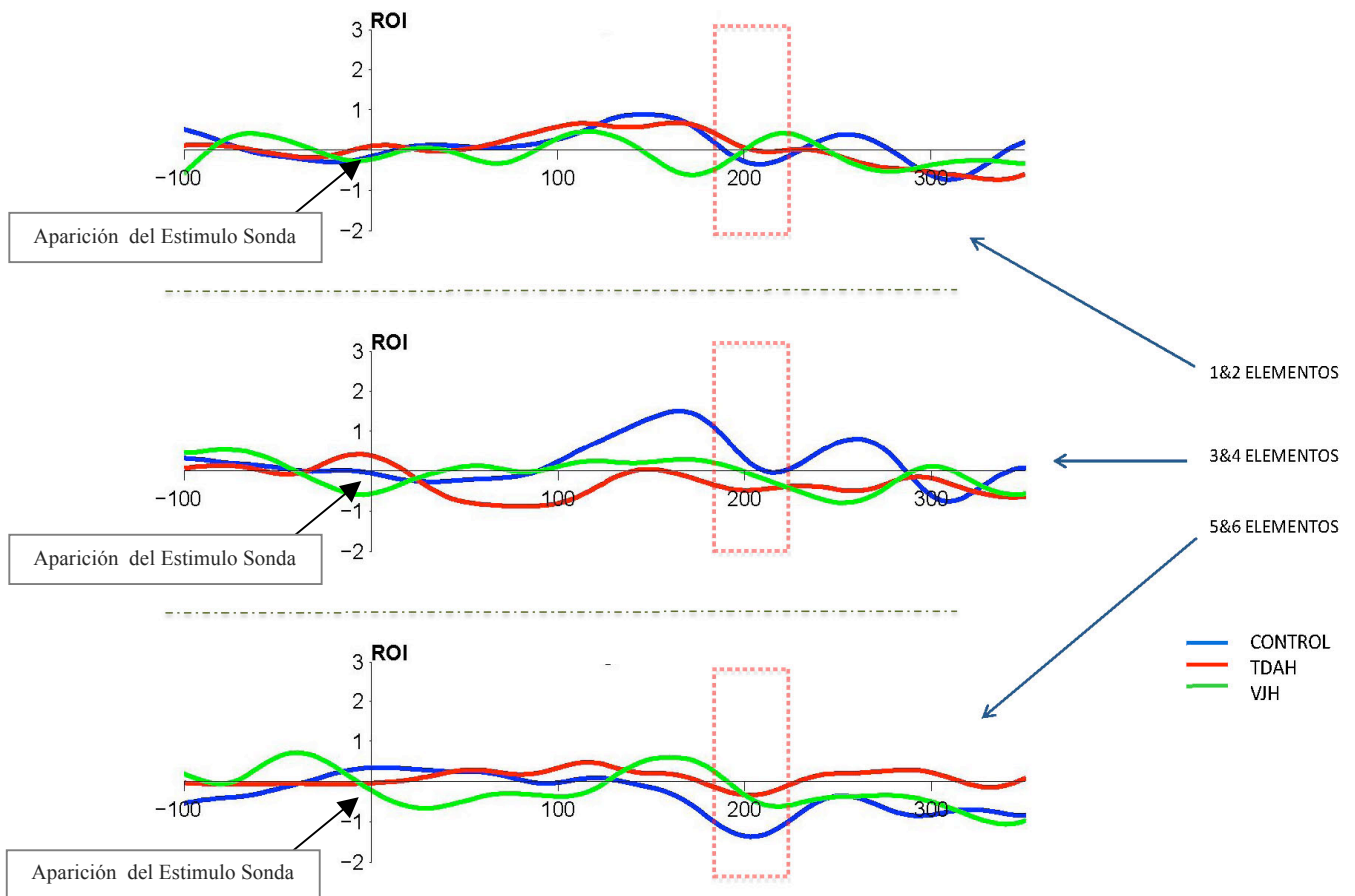 ROI
3
2
1
−100
100
200
300
−1
−2
Aparición del Estimulo Sonda
ROI
3
2
1
−100
100
200
300
−1
−2
Aparición del Estimulo Sonda
ROI
3
2
1
−100
100
200
300
−1
−2
Aparición del Estimulo Sonda
1&2 ELEMENTOS
3&4 ELEMENTOS
5&6 ELEMENTOS
CONTROL
TDAH
VJH